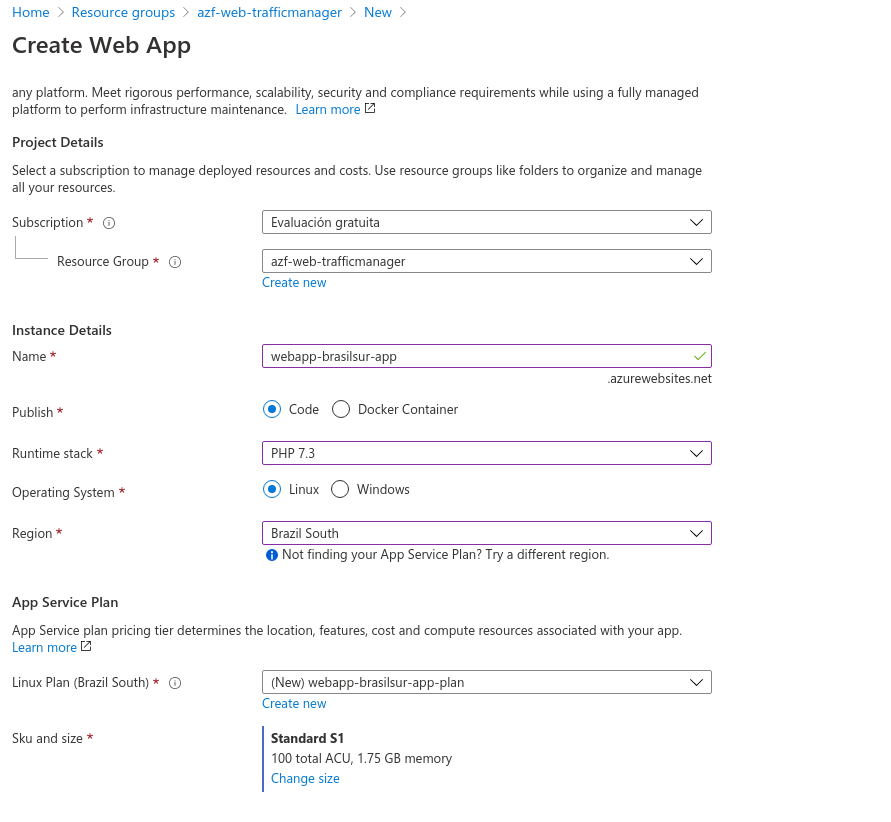 Home > Resource groups > azf-web-trafficmanager > New >
Create Web App
any platform. Meet rigorous performance, scalability, security and compliance requirements while using a fully managed
platform to perform infrastructure maintenance. Learn more
Project Details
Select a subscription to manage deployed resources and costs. Use resource groups like folders to organize and manage
all your resources.
Subscription * Evaluación gratuita
Resource Group * azf-web-trafficmanager
Create new
Instance Details
Name * webapp-brasilsur-app
.azurewebsites.net
Publish * Code Docker Container
Runtime stack * PHP 7.3
Operating System * Linux Windows
Region * Brazil South
Not finding your App Service Plan? Try a different region.
App Service Plan
App Service plan pricing tier determines the location, features, cost and compute resources associated with your app.
Learn more
Linux Plan (Brazil South) * (New) webapp-brasilsur-app-plan
Create new
Sku and size * Standard S1
100 total ACU, 1.75 GB memory
Change size